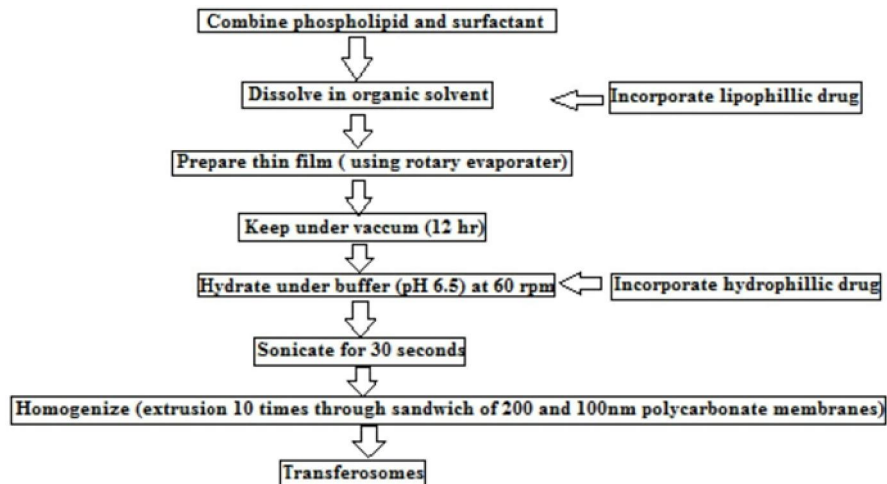 Combine phospholipid and surfactant
Dissolve in organic solvent
Incorporate lipophillic drug
Prepare thin film ( using rotary evaporater)
Keep under vaccum (12 hr)
Hydrate under buffer (pH 6.5) at 60 rpm
Incorporate hydrophillic drug
Sonicate for 30 seconds
Homogenize (extrusion 10 times through sandwich of 200 and 100nm polycarbonate membranes)
Transferosomes